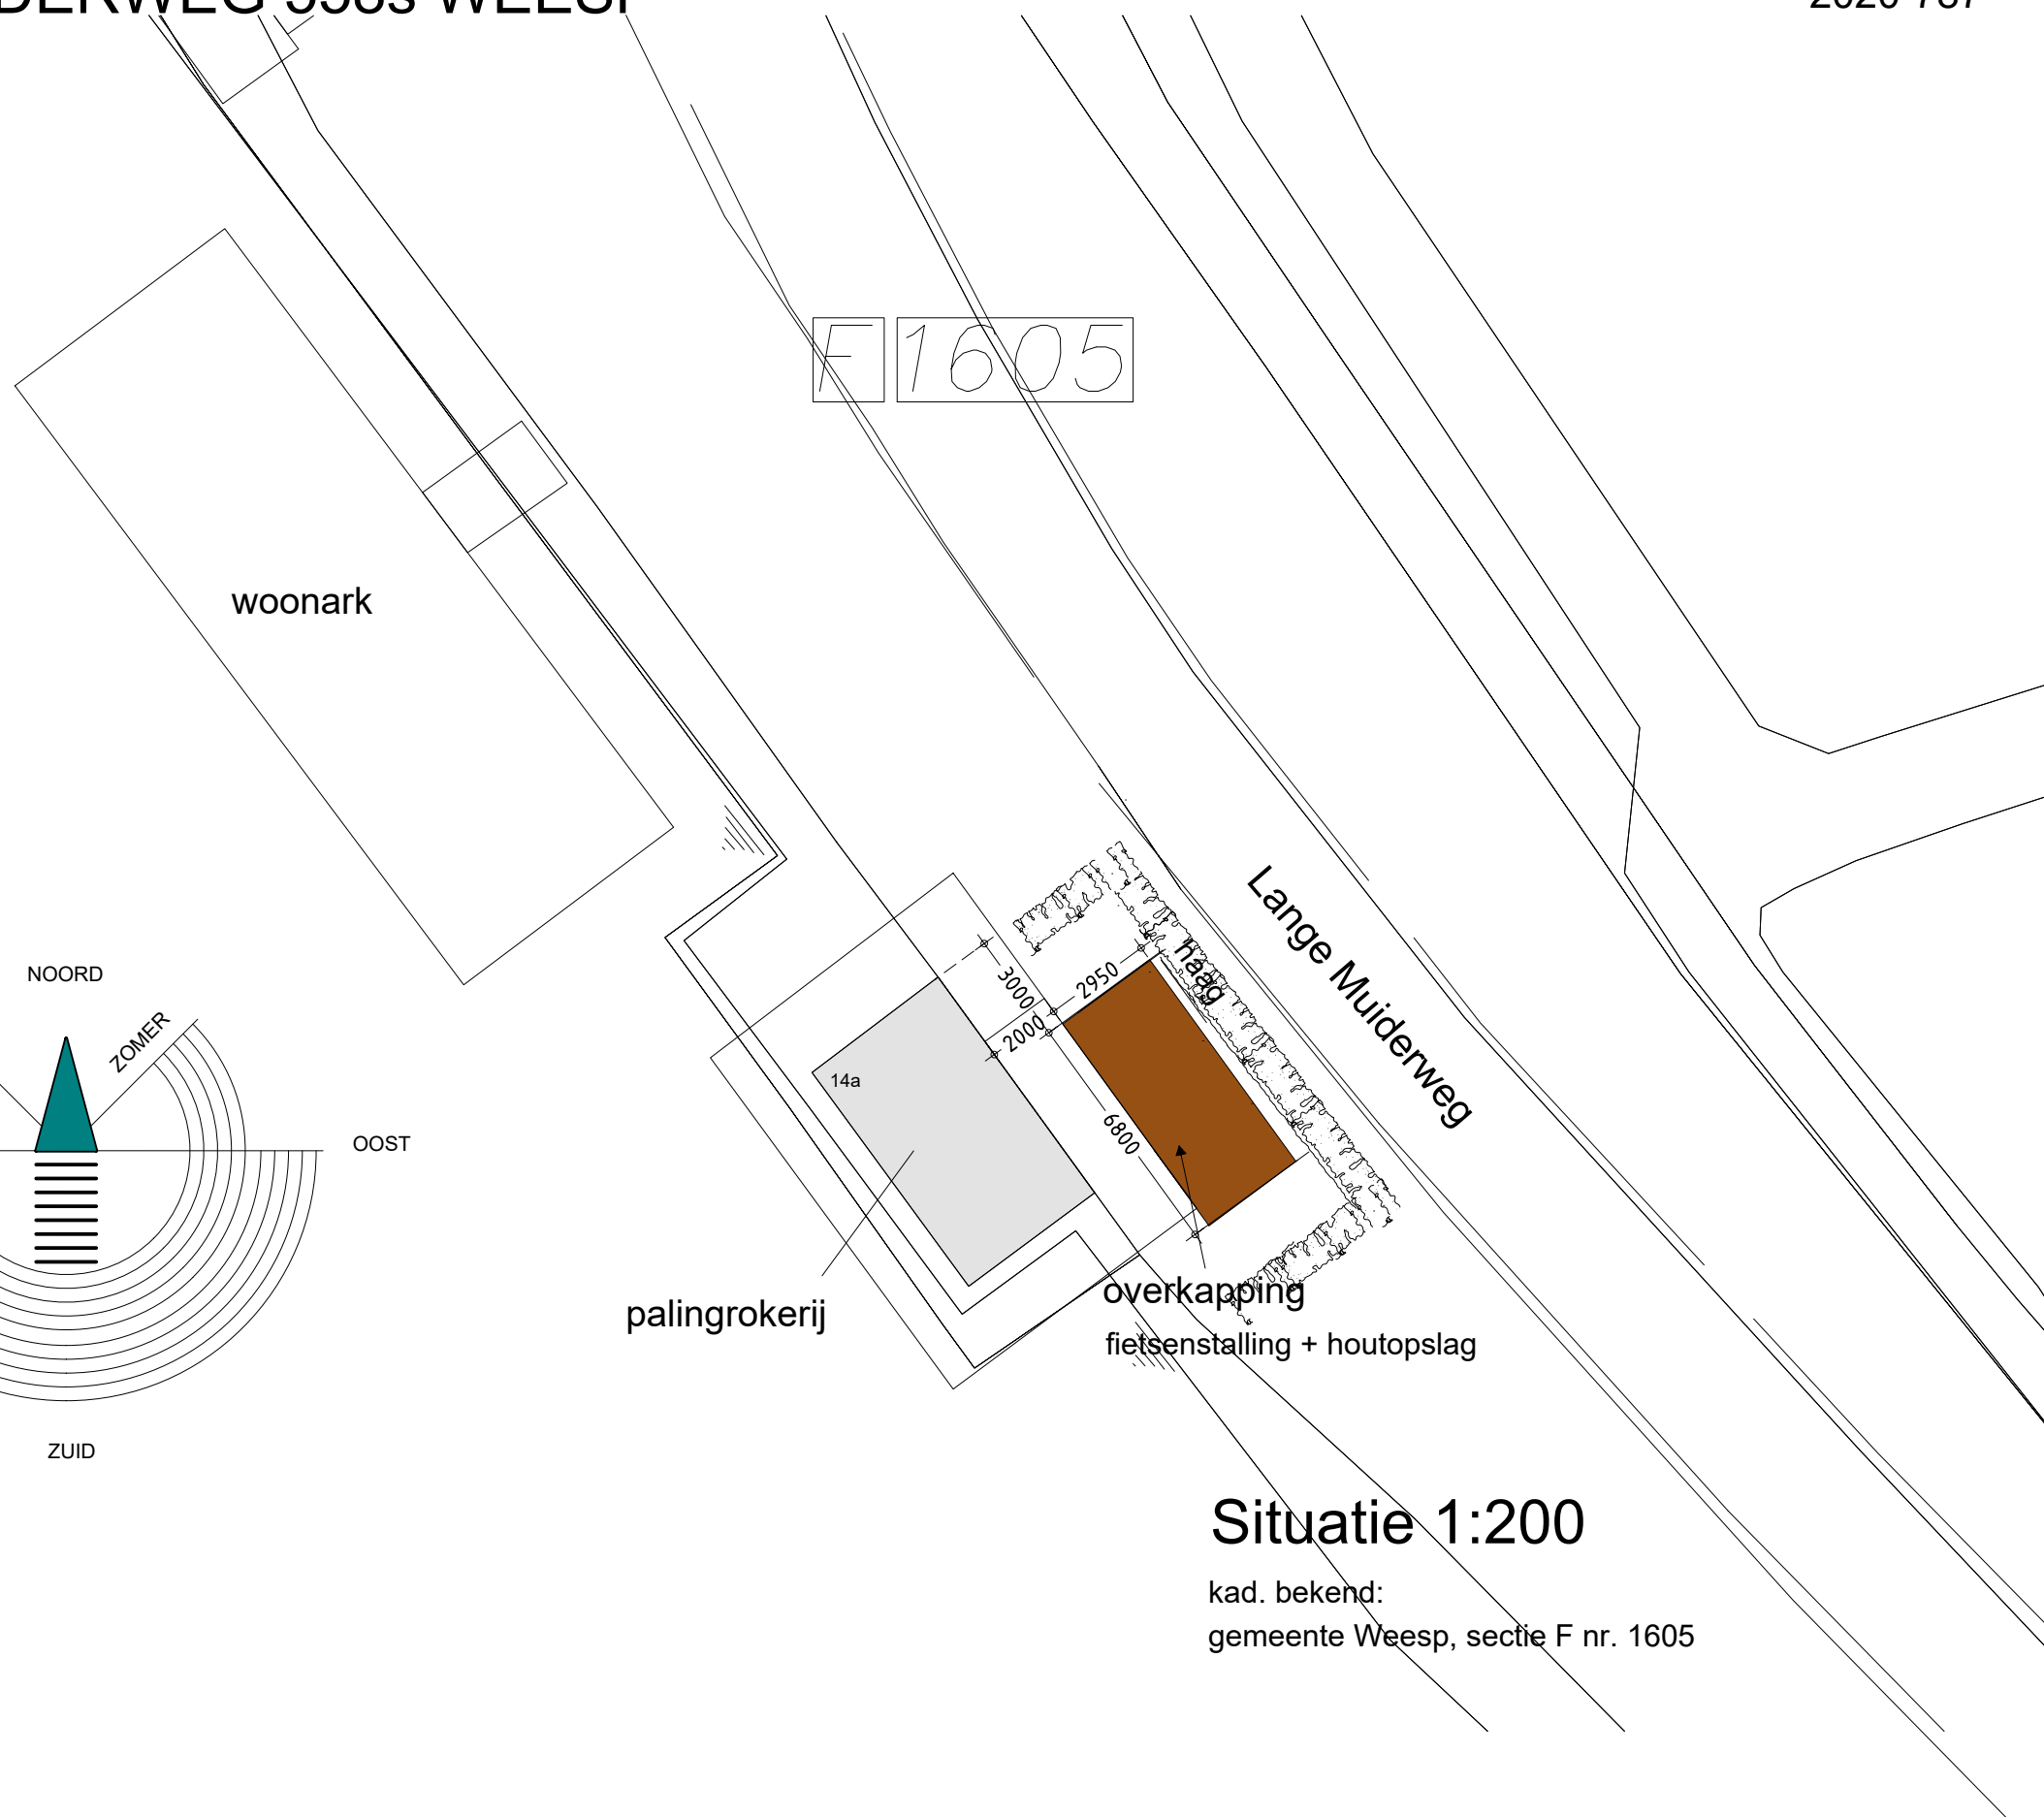 WEESP
F 1605
woonark
Lange Muiderweg
haag
NOORD
ZOMER
OOST
ZUID
3000
2950
2000
6800
14a
palingrokerij
overkapping
fietsenstalling + houtopslag
Situatie 1:200
kad. bekend:
gemeente Weesp, sectie F nr. 1605